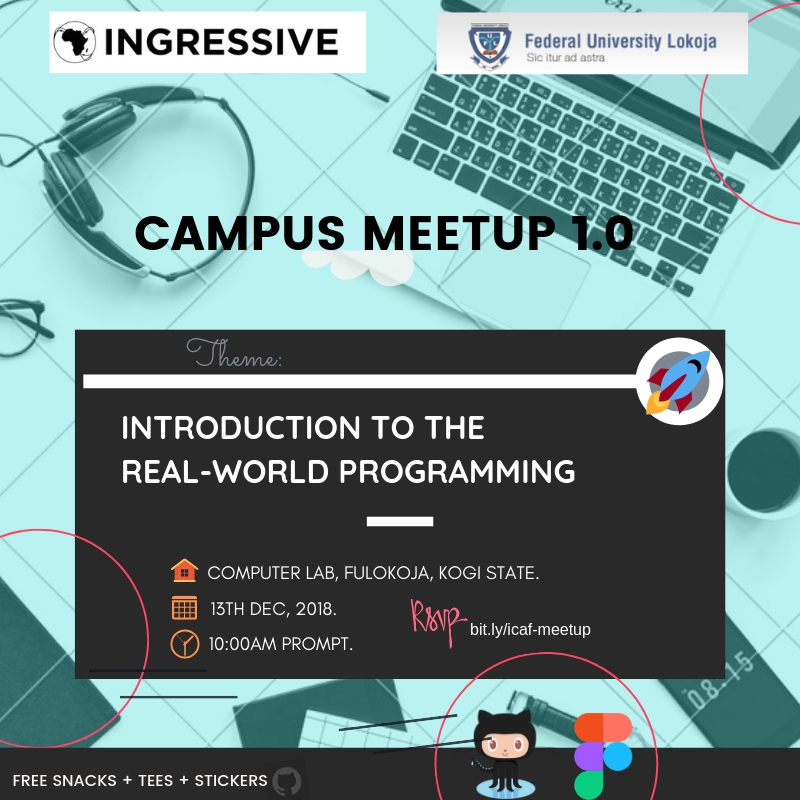 INGRESSIVE
Federal University Lokoja
Sic itur ad astra
CAMPUS MEETUP 1.0
Theme:
INTRODUCTION TO THE
REAL-WORLD PROGRAMMING
COMPUTER LAB, FULOKOJA, KOGI STATE.
13TH DEC, 2018.
10:00AM PROMPT.
Rsvp bit.ly/icaf-meetup
08.15
FREE SNACKS + TEES + STICKERS